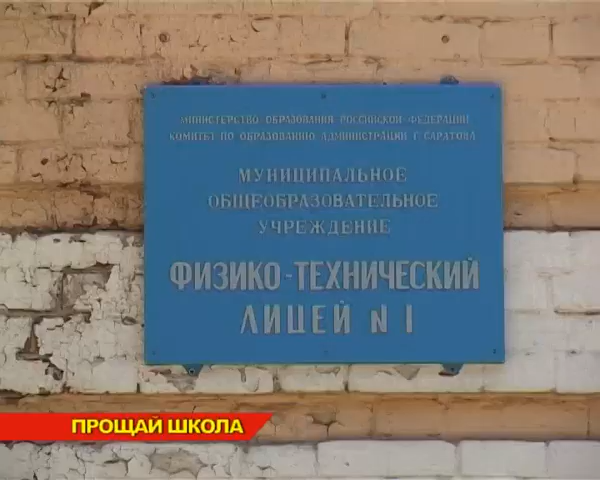 МИНИСТЕРСТВО ОБРАЗОВАНИЯ РОССИЙСКОЙ ФЕДЕРАЦИИ
КОМИТЕТ ПО ОБРАЗОВАНИЮ АДМИНИСТРАЦИИ Г. САРАТОВА
МУНИЦИПАЛЬНОЕ
ОБЩЕОБРАЗОВАТЕЛЬНОЕ
УЧРЕЖДЕНИЕ
ФИЗИКО-ТЕХНИЧЕСКИЙ
ЛИЦЕЙ N 1
ПРОЩАЙ ШКОЛА